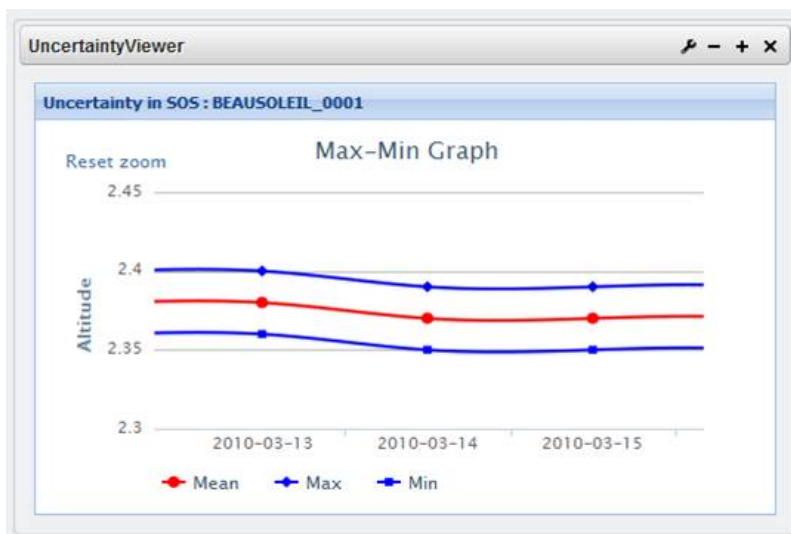 UncertaintyViewer
Uncertainty in SOS : BEAUSOLEIL_0001
Max-Min Graph
Reset zoom
2.45
2.4
2.35
2.3
Altitude
2010-03-13 2010-03-14 2010-03-15
Mean Max Min